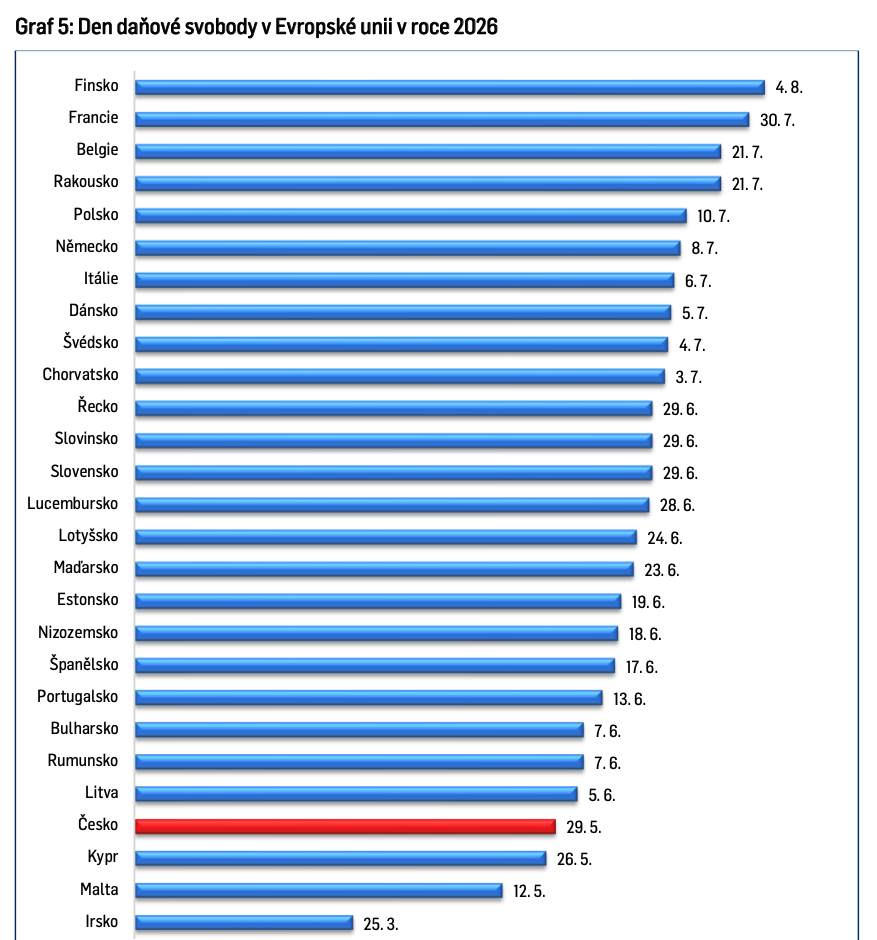 Graf 5: Den daňové svobody v Evropské unii v roce 2026
Finsko 4. 8.
Francie 30. 7.
Belgie 21. 7.
Rakousko 21. 7.
Polsko 10. 7.
Německo 8. 7.
Itálie 6. 7.
Dánsko 5. 7.
Švédsko 4. 7.
Chorvatsko 3. 7.
Řecko 29. 6.
Slovinsko 29. 6.
Slovensko 29. 6.
Lucembursko 28. 6.
Lotyšsko 24. 6.
Maďarsko 23. 6.
Estonsko 19. 6.
Nizozemsko 18. 6.
Španělsko 17. 6.
Portugalsko 13. 6.
Bulharsko 7. 6.
Rumunsko 7. 6.
Litva 5. 6.
Česko 29. 5.
Kypr 26. 5.
Malta 12. 5.
Irsko 25. 3.